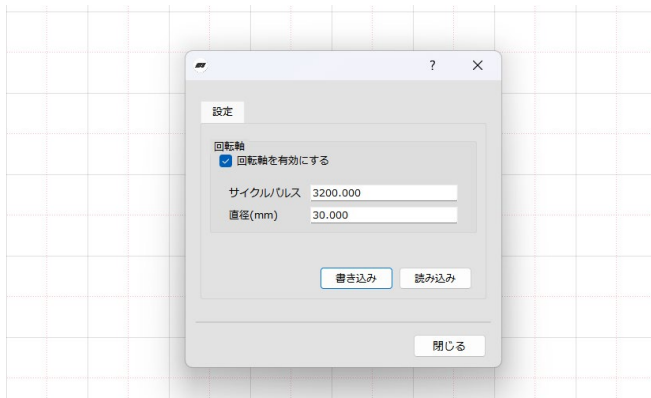 ?
設定
回転軸
回転軸を有効にする
サイクルパルス 3200.000
直径(mm) 30.000
書き込み 読み込み
閉じる